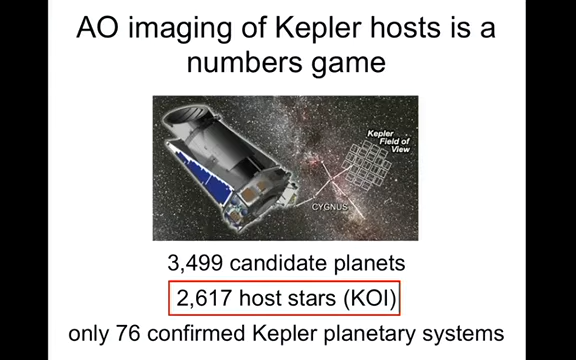 AO imaging of Kepler hosts is a
numbers game
Kepler
Field of
View
CYGNUS
3,499 candidate planets
2,617 host stars (KOI)
only 76 confirmed Kepler planetary systems